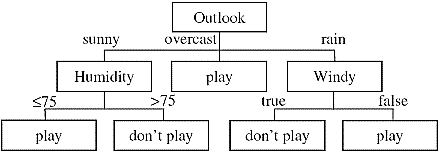 Outlook
sunny overcast rain
Humidity play Windy
≤75 >75 true false
play don't play don't play play